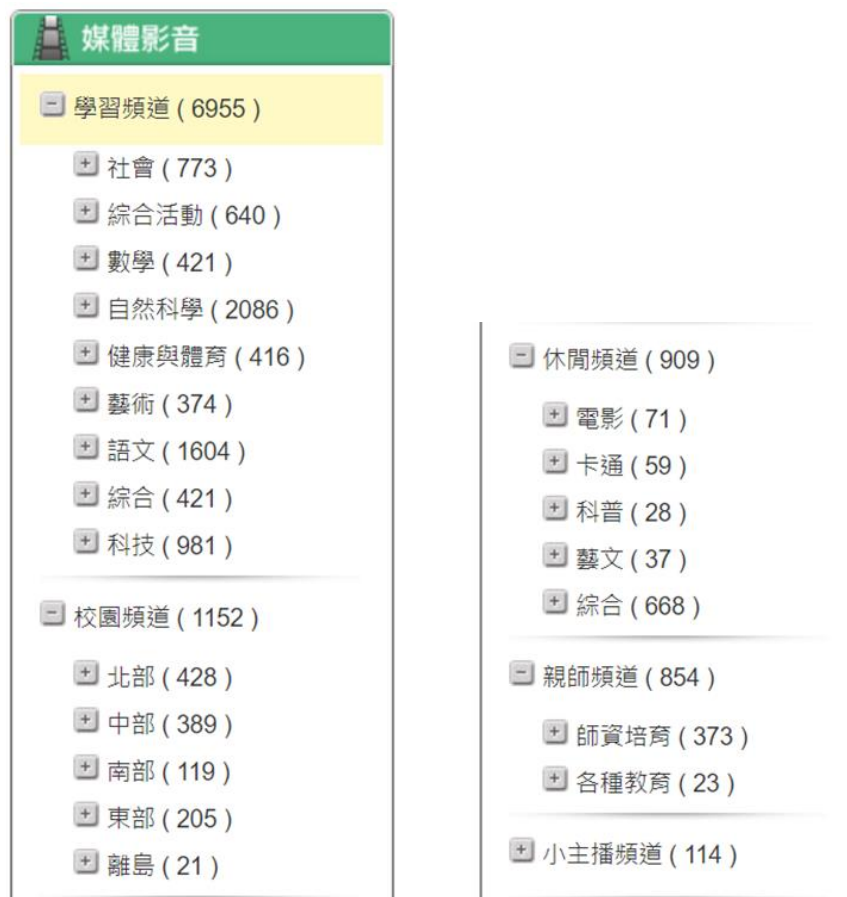 媒體影音
學習頻道 ( 6955 )
社會 ( 773 )
綜合活動 ( 640 )
數學 ( 421 )
自然科學 ( 2086 )
健康與體育 ( 416 )
藝術 ( 374 )
語文 ( 1604 )
綜合 ( 421 )
科技 ( 981 )
校園頻道 ( 1152 )
北部 ( 428 )
中部 ( 389 )
南部 ( 119 )
東部 ( 205 )
離島 ( 21 )
休閒頻道 ( 909 )
電影 ( 71 )
卡通 ( 59 )
科普 ( 28 )
藝文 ( 37 )
綜合 ( 668 )
親師頻道 ( 854 )
師資培育 ( 373 )
各種教育 ( 23 )
小主播頻道 ( 114 )